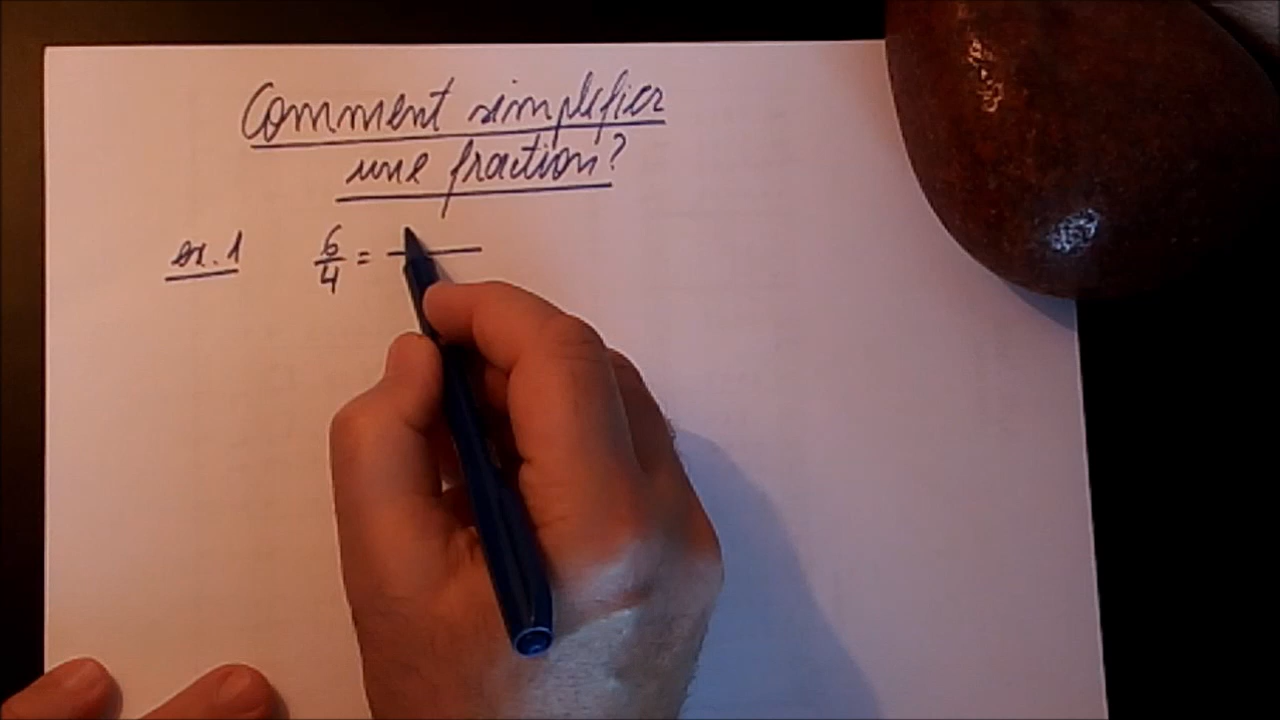 Comment simplifier
une fraction?
ex. 1 6/4 =